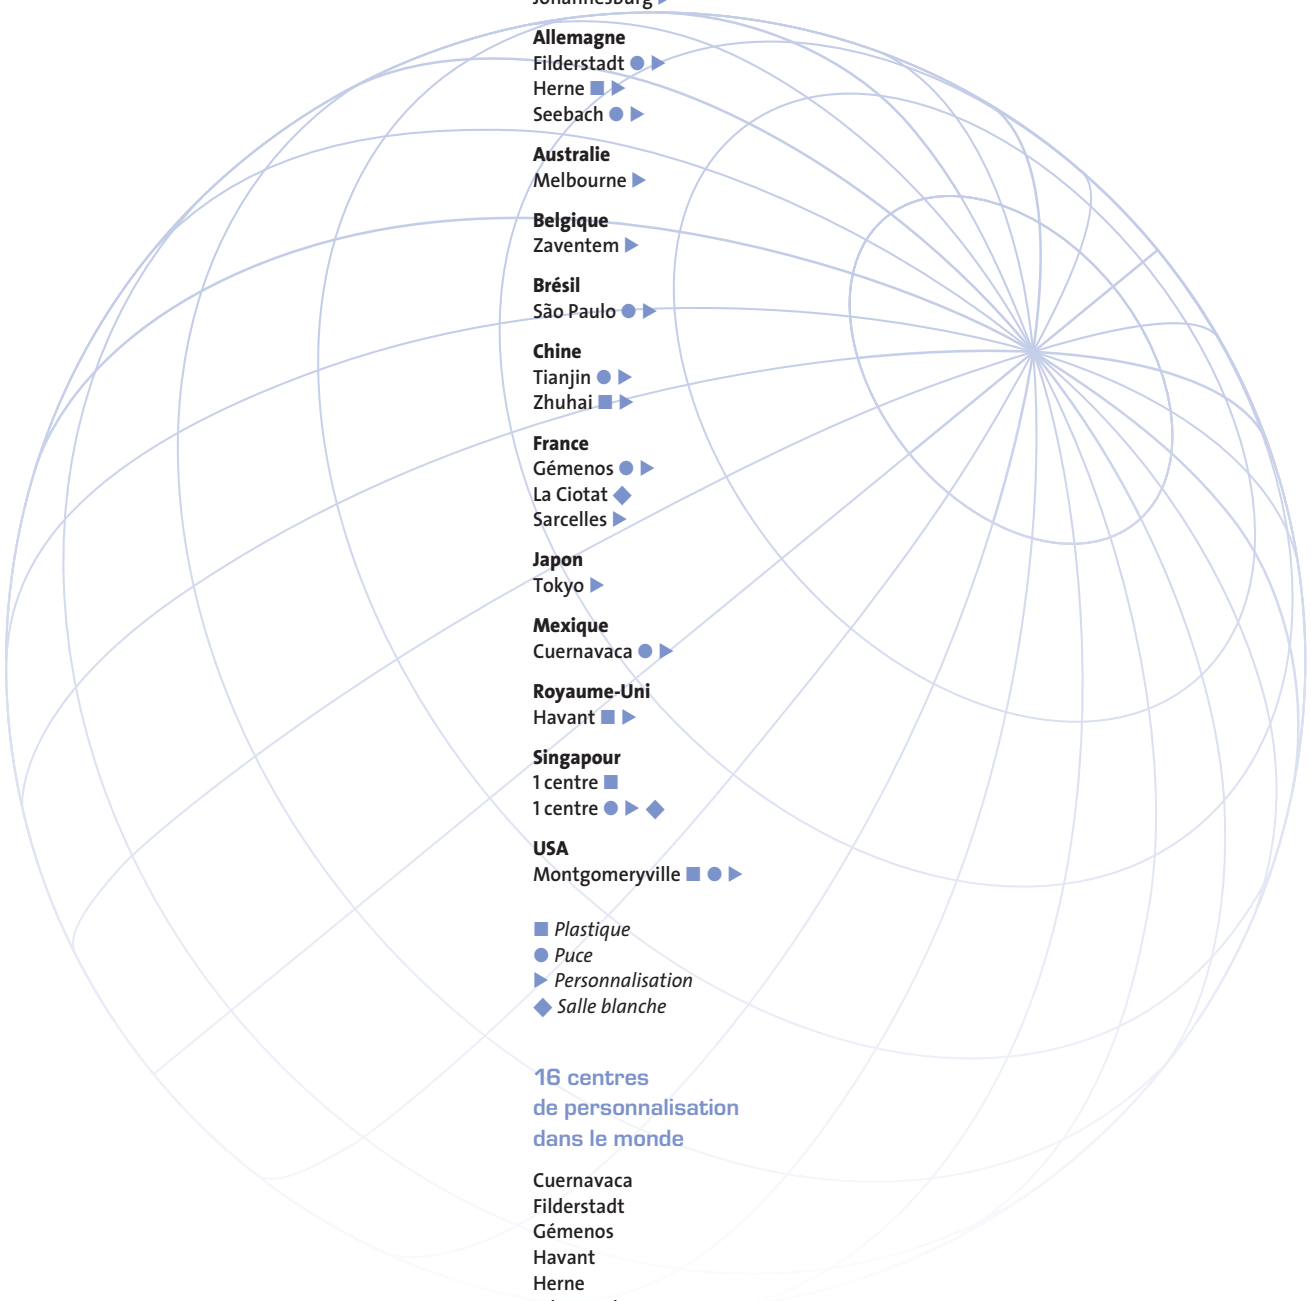 Johannesburg
Allemagne
Filderstadt
Herne
Seebach
Australie
Melbourne
Belgique
Zaventem
Brésil
São Paulo
Chine
Tianjin
Zhuhai
France
Gémenos
La Ciotat
Sarcelles
Japon
Tokyo
Mexique
Cuernavaca
Royaume-Uni
Havant
Singapour
1 centre
1 centre
USA
Montgomeryville
Plastique
Puce
Personnalisation
Salle blanche
16 centres
de personnalisation
dans le monde
Cuernavaca
Filderstadt
Gémenos
Havant
Herne